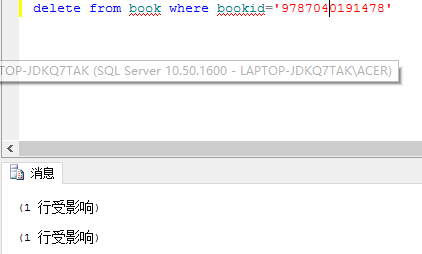 delete from book where bookid='9787040191478'
TOP-JDKQ7TAK (SQL Server 10.50.1600 - LAPTOP-JDKQ7TAK\ACER)
消息
(1 行受影响)
(1 行受影响)